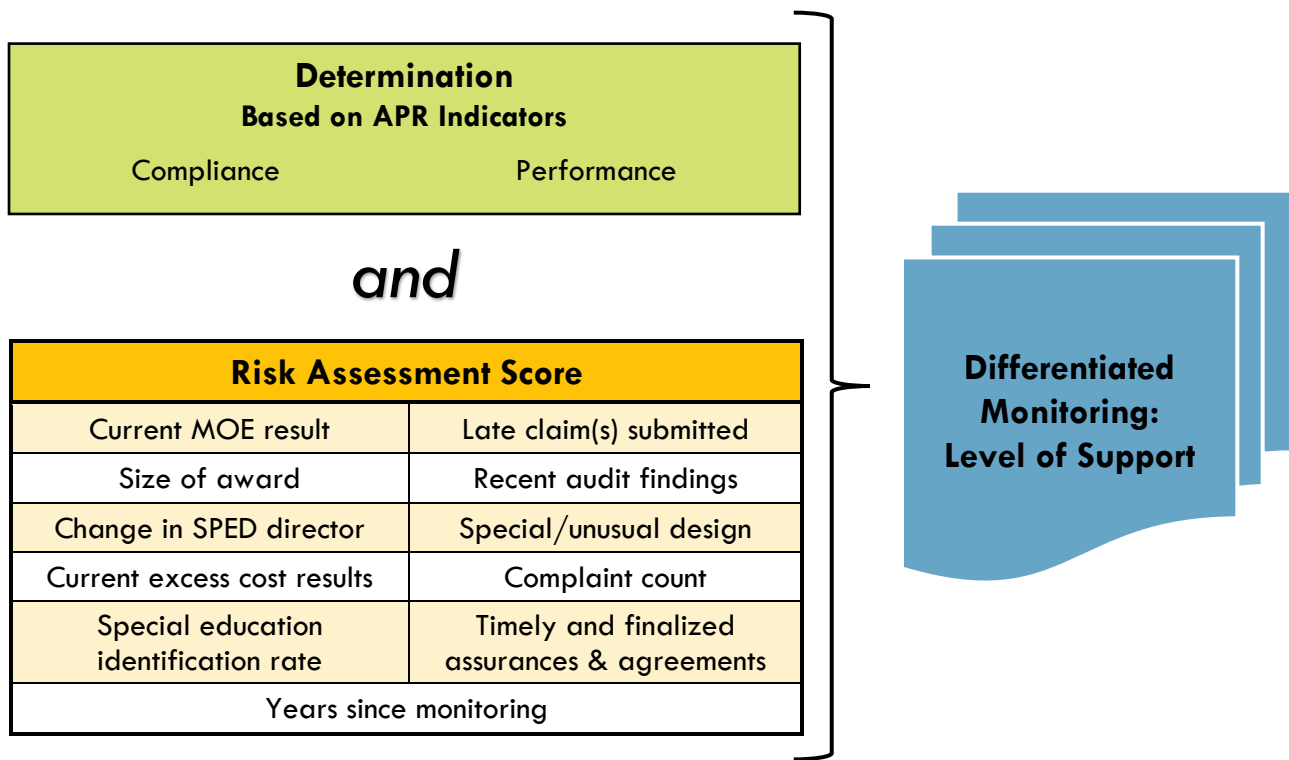 Determination
Based on APR Indicators
Compliance
Performance
and
Risk Assessment Score
Current MOE result
Late claim(s) submitted
Size of award
Recent audit findings
Change in SPED director
Special/unusual design
Current excess cost results
Complaint count
Special education
identification rate
Timely and finalized
assurances & agreements
Years since monitoring
Differentiated
Monitoring:
Level of Support